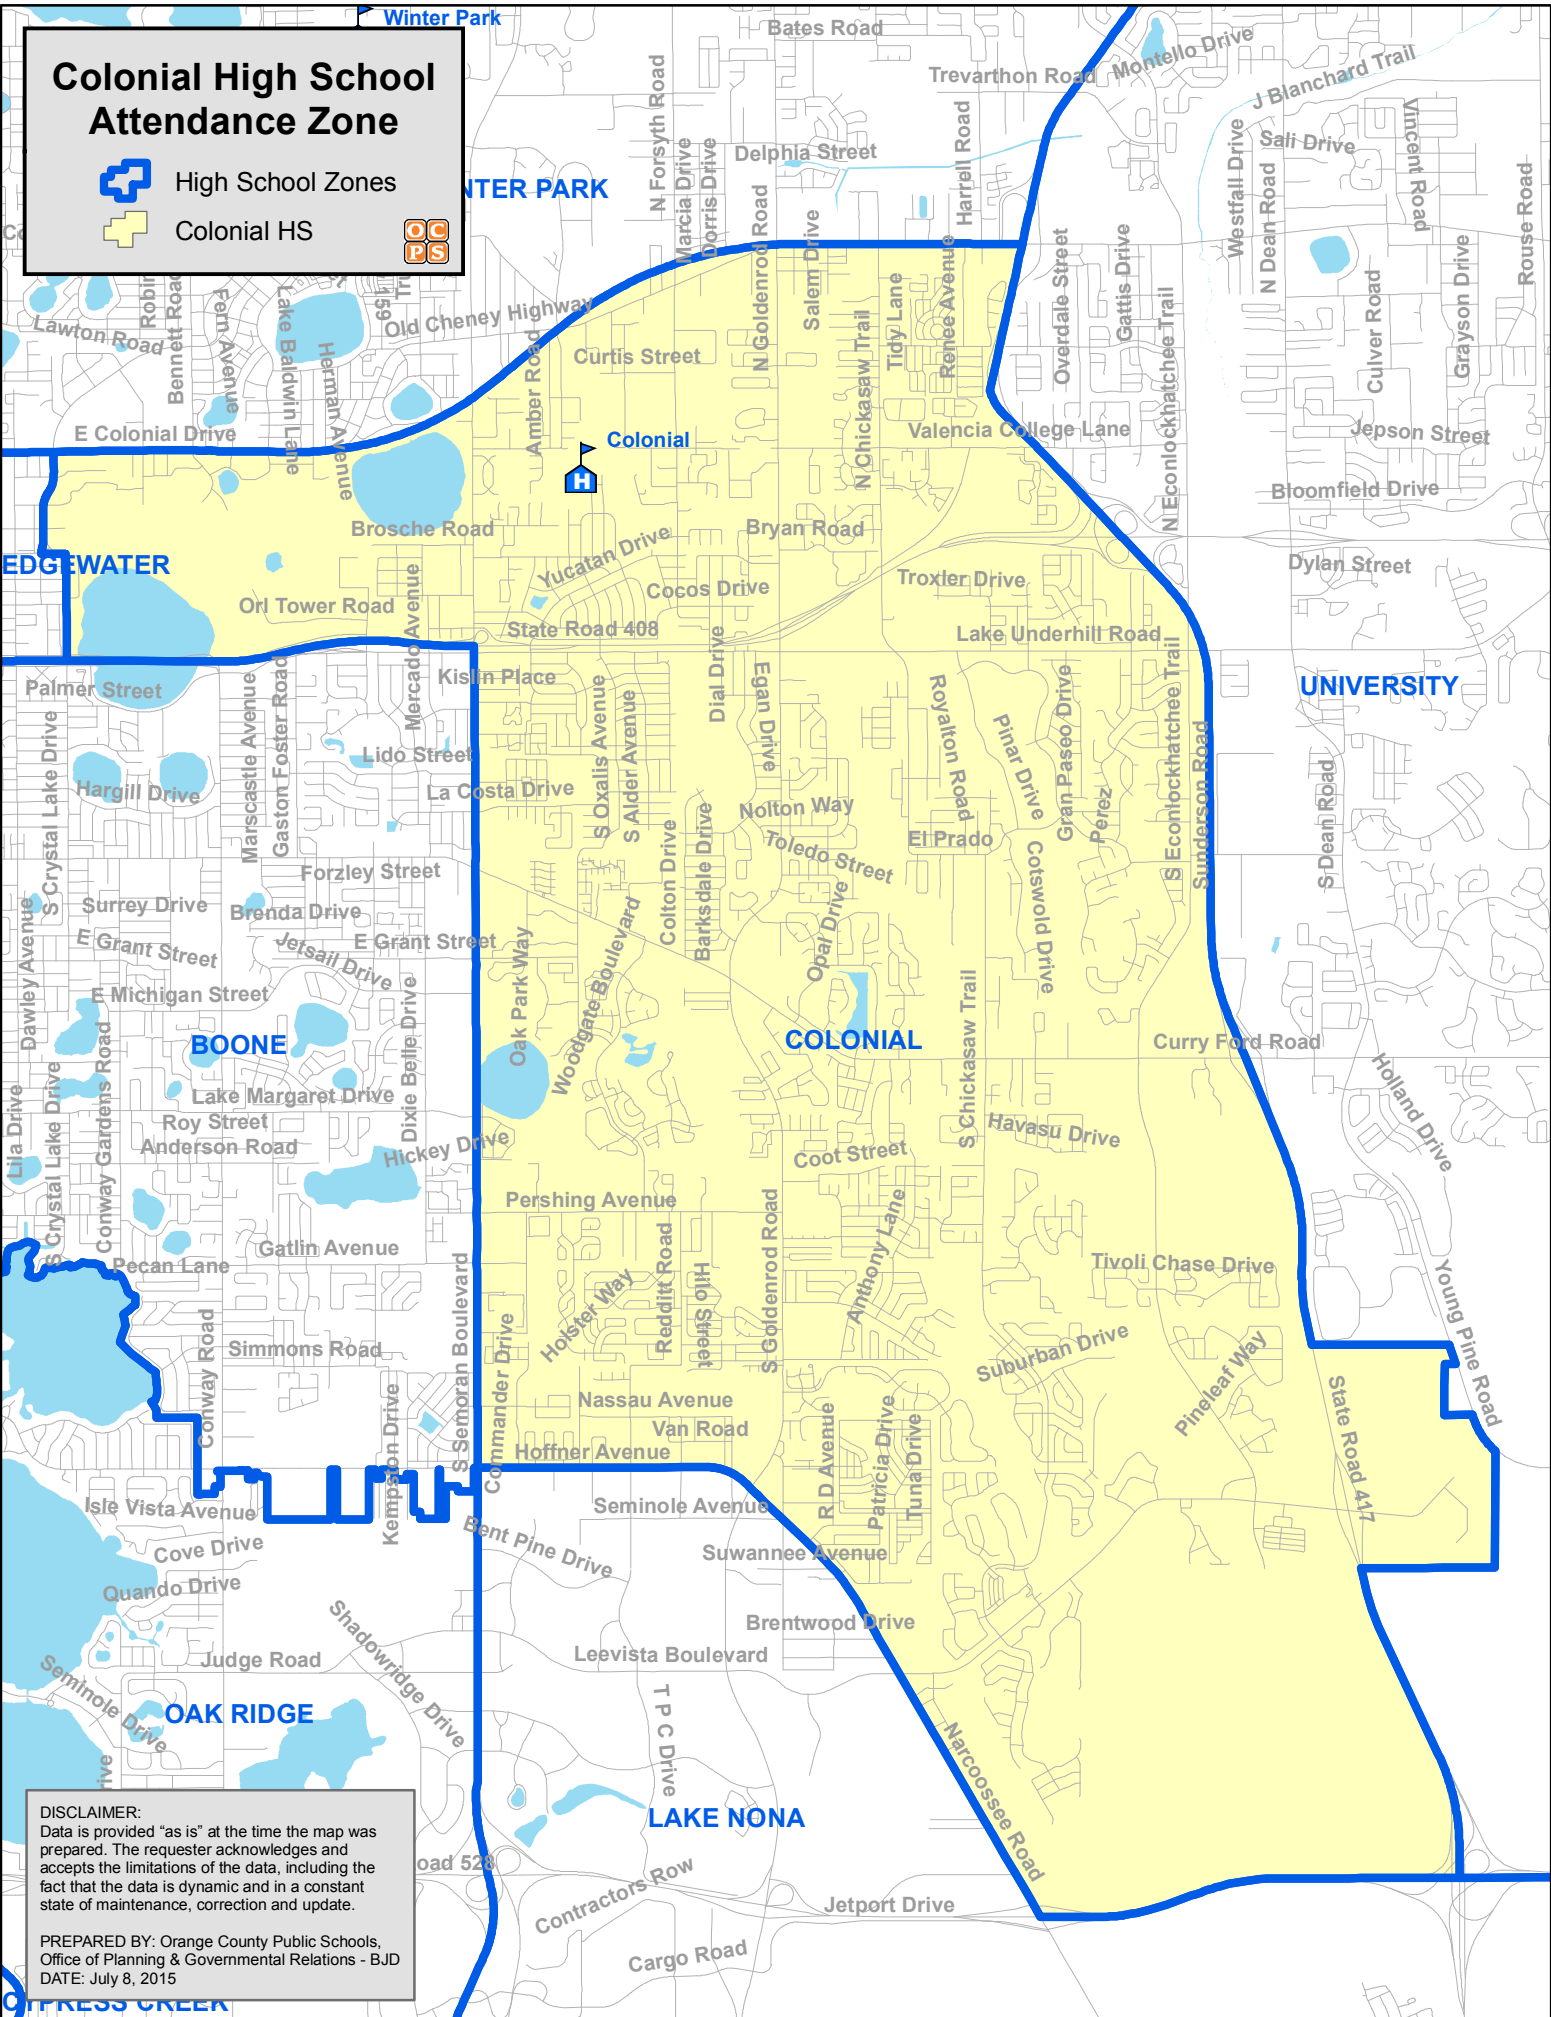 Winter Park
Colonial High School
Attendance Zone
High School Zones
Colonial HS
OC
PS
Bates Road
Trevarthon Road
Montello Drive
J Blanchard Trail
N Forsyth Road
Marcia Drive
Dorris Drive
Delphia Street
Harrell Road
Westfall Drive
Sali Drive
Vincent Road
N Dean Road
Rouse Road
NTER PARK
N Goldenrod Road
Salem Drive
Tidy Lane
Renee Avenue
Overdale Street
Gattis Drive
Culver Road
Grayson Drive
Lawton Road
Robin
Bennett Road
Fern Avenue
Lake Baldwin Lane
Herman Avenue
159
Tru
Old Cheney Highway
Amber Road
Curtis Street
N Chickasaw Trail
N Econlockhatchee Trail
E Colonial Drive
Colonial
H
Valencia College Lane
Jepson Street
Bloomfield Drive
Brosche Road
Yucatan Drive
Bryan Road
EDGEWATER
Cocos Drive
Troxler Drive
Dylan Street
Orl Tower Road
Mercado Avenue
State Road 408
Lake Underhill Road
Palmer Street
Kislin Place
Dial Drive
Egan Drive
UNIVERSITY
S Crystal Lake Drive
Marscastle Avenue
Gaston Foster Road
Lido Street
S Oxalis Avenue
S Alder Avenue
Royalton Road
Pinar Drive
Gran Paseo Drive
Perez
S Econlockhatchee Trail
Sunderson Road
S Dean Road
Hargill Drive
La Costa Drive
Nolton Way
Toledo Street
El Prado
Cotswold Drive
Forzley Street
Colton Drive
Barksdale Drive
Opal Drive
Surrey Drive
Brenda Drive
Dawley Avenue
E Grant Street
Jetsail Drive
E Grant Street
Oak Park Way
Woodgate Boulevard
E Michigan Street
Dixie Belle Drive
S Chickasaw Trail
BOONE
COLONIAL
Curry Ford Road
Holland Drive
Lila Drive
S Crystal Lake Drive
Conway Gardens Road
Lake Margaret Drive
Roy Street
Anderson Road
Hickey Drive
Havasu Drive
Coot Street
Pershing Avenue
Gatlin Avenue
Pecan Lane
S Semoran Boulevard
Redditt Road
Hilo Street
Holster Way
S Goldenrod Road
Anthony Lane
Tivoli Chase Drive
Young Pine Road
Conway Road
Simmons Road
Commander Drive
Suburban Drive
Pineleaf Way
State Road 417
Kempston Drive
Nassau Avenue
Van Road
Hoffner Avenue
R D Avenue
Patricia Drive
Tuna Drive
Isle Vista Avenue
Seminole Avenue
Bent Pine Drive
Cove Drive
Suwannee Avenue
Quando Drive
Shadowridge Drive
Brentwood Drive
Judge Road
Leevista Boulevard
Seminole Drive
OAK RIDGE
T P C Drive
Narcoossee Road
rive
LAKE NONA
DISCLAIMER:
Data is provided “as is” at the time the map was
prepared. The requester acknowledges and
accepts the limitations of the data, including the
fact that the data is dynamic and in a constant
state of maintenance, correction and update.
PREPARED BY: Orange County Public Schools,
Office of Planning & Governmental Relations - BJD
DATE: July 8, 2015
oad 528
Contractors Row
Jetport Drive
Cargo Road
CYPRESS CREEK